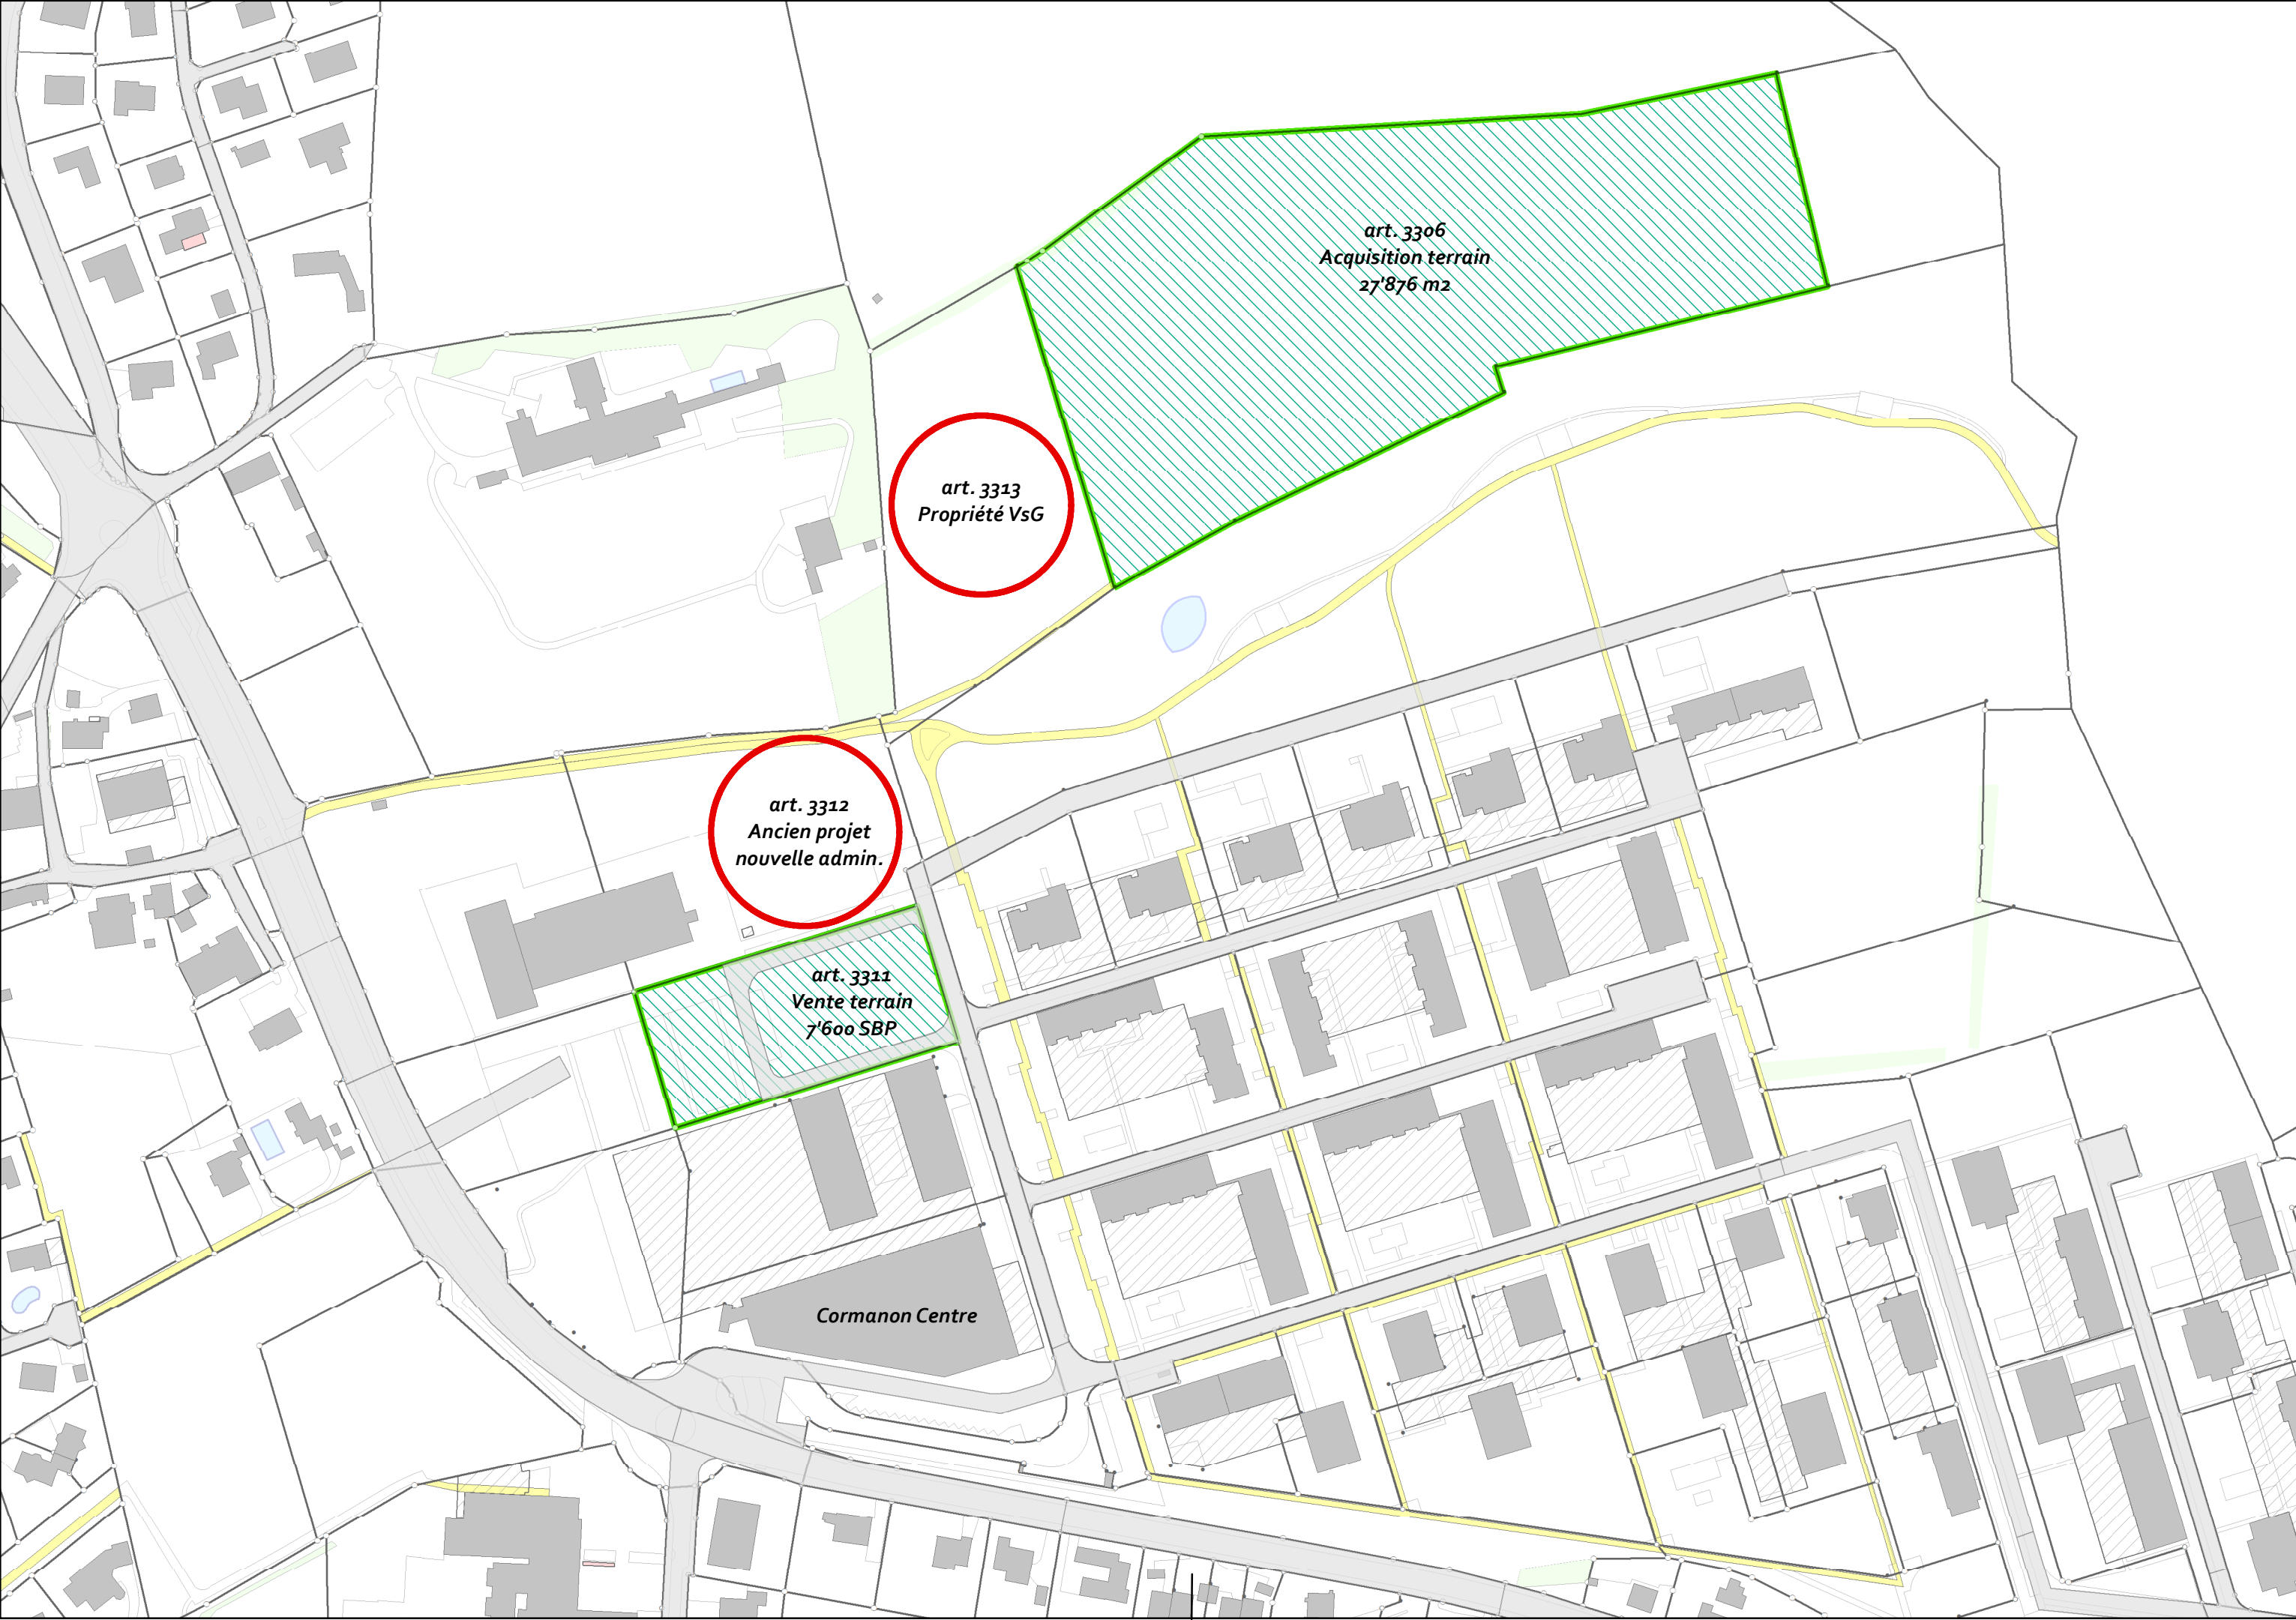 art. 3306
Acquisition terrain
27'876 m2
art. 3313
Propriété VsG
art. 3312
Ancien projet
nouvelle admin.
art. 3311
Vente terrain
7'600 SBP
Cormanon Centre